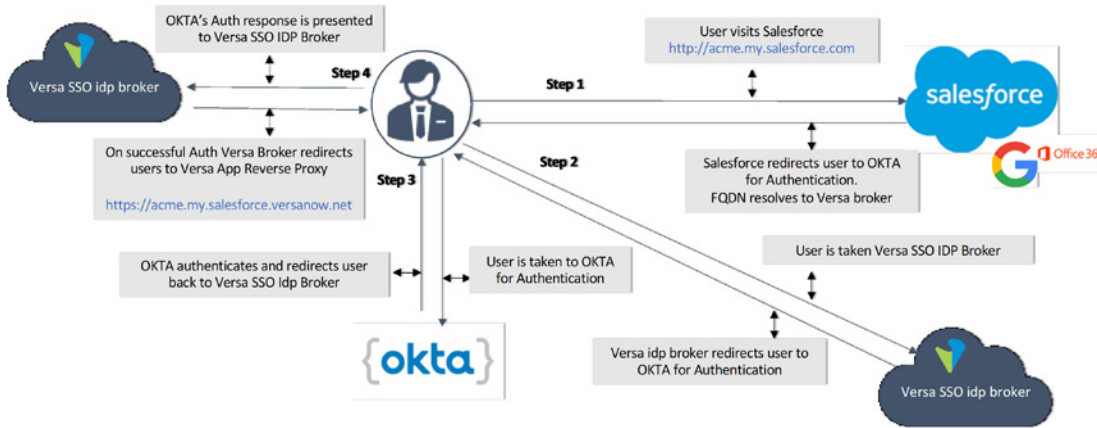 OKTA's Auth response is presented
to Versa SSO IDP Broker
Versa SSO idp broker
Step 4
On successful Auth Versa Broker redirects
users to Versa App Reverse Proxy
https://acme.my.salesforce.versanow.net
User visits Salesforce
http://acme.my.salesforce.com
Step 1
salesforce
Office 36
Salesforce redirects user to OKTA
for Authentication.
FQDN resolves to Versa broker
Step 2
Step 3
OKTA authenticates and redirects user
back to Versa SSO Idp Broker
User is taken to OKTA
for Authentication
{okta}
User is taken Versa SSO IDP Broker
Versa idp broker redirects user to
OKTA for Authentication
Versa SSO idp broker